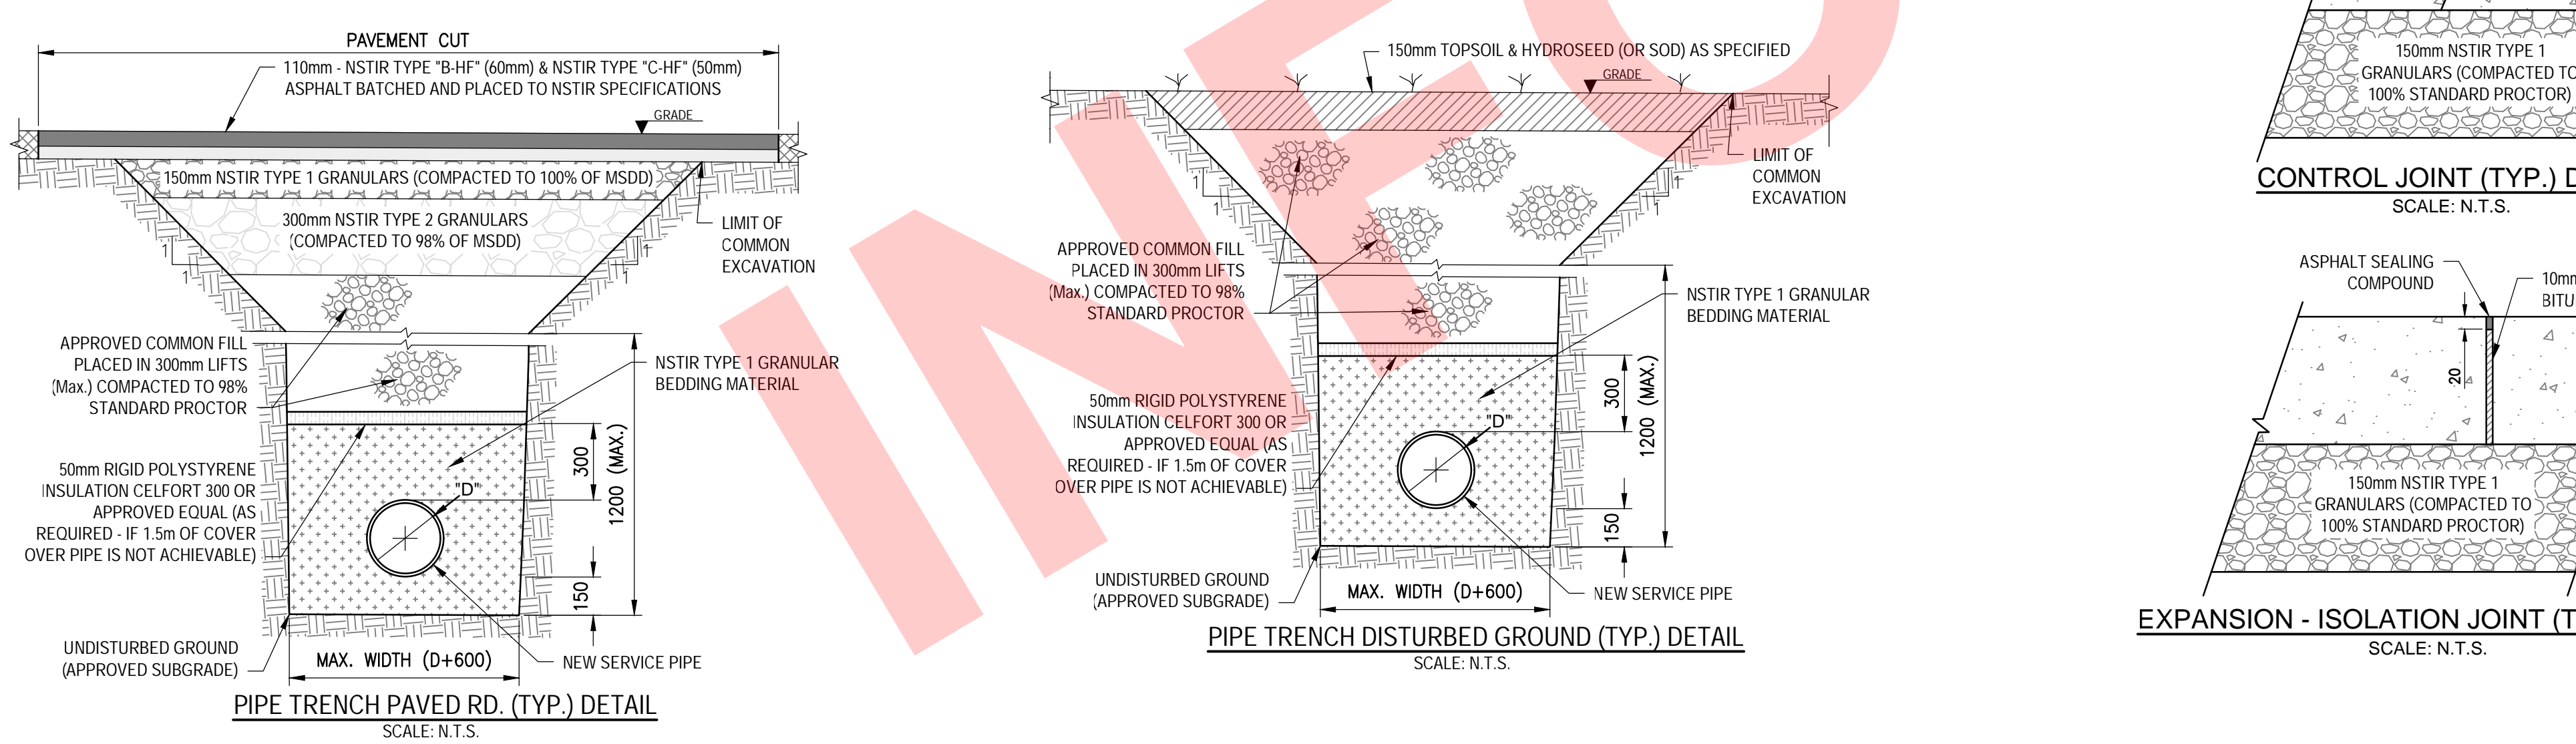 PAVEMENT CUT
110mm - NSTIR TYPE "B-HF" (60mm) & NSTIR TYPE "C-HF" (50mm)
ASPHALT BATCHED AND PLACED TO NSTIR SPECIFICATIONS
GRADE
150mm NSTIR TYPE 1 GRANULARS (COMPACTED TO 100% OF MSDD)
300mm NSTIR TYPE 2 GRANULARS
(COMPACTED TO 98% OF MSDD)
1
1
1
1
LIMIT OF
COMMON
EXCAVATION
APPROVED COMMON FILL
PLACED IN 300mm LIFTS
(Max.) COMPACTED TO 98%
STANDARD PROCTOR
NSTIR TYPE 1 GRANULAR
BEDDING MATERIAL
50mm RIGID POLYSTYRENE
INSULATION CELFORT 300 OR
APPROVED EQUAL (AS
REQUIRED - IF 1.5m OF COVER
OVER PIPE IS NOT ACHIEVABLE)
"D"
300
1200 (MAX.)
150
UNDISTURBED GROUND
(APPROVED SUBGRADE)
MAX. WIDTH (D+600)
NEW SERVICE PIPE
PIPE TRENCH PAVED RD. (TYP.) DETAIL
SCALE: N.T.S.
150mm TOPSOIL & HYDROSEED (OR SOD) AS SPECIFIED
GRADE
1
1
1
1
LIMIT OF
COMMON
EXCAVATION
APPROVED COMMON FILL
PLACED IN 300mm LIFTS
(Max.) COMPACTED TO 98%
STANDARD PROCTOR
NSTIR TYPE 1 GRANULAR
BEDDING MATERIAL
50mm RIGID POLYSTYRENE
INSULATION CELFORT 300 OR
APPROVED EQUAL (AS
REQUIRED - IF 1.5m OF COVER
OVER PIPE IS NOT ACHIEVABLE)
"D"
300
1200 (MAX.)
150
UNDISTURBED GROUND
(APPROVED SUBGRADE)
MAX. WIDTH (D+600)
NEW SERVICE PIPE
PIPE TRENCH DISTURBED GROUND (TYP.) DETAIL
SCALE: N.T.S.
INFO
150mm NSTIR TYPE 1
GRANULARS (COMPACTED TO
100% STANDARD PROCTOR)
CONTROL JOINT (TYP.) D
SCALE: N.T.S.
ASPHALT SEALING
COMPOUND
10mm
BITU
20
150mm NSTIR TYPE 1
GRANULARS (COMPACTED TO
100% STANDARD PROCTOR)
EXPANSION - ISOLATION JOINT (T
SCALE: N.T.S.